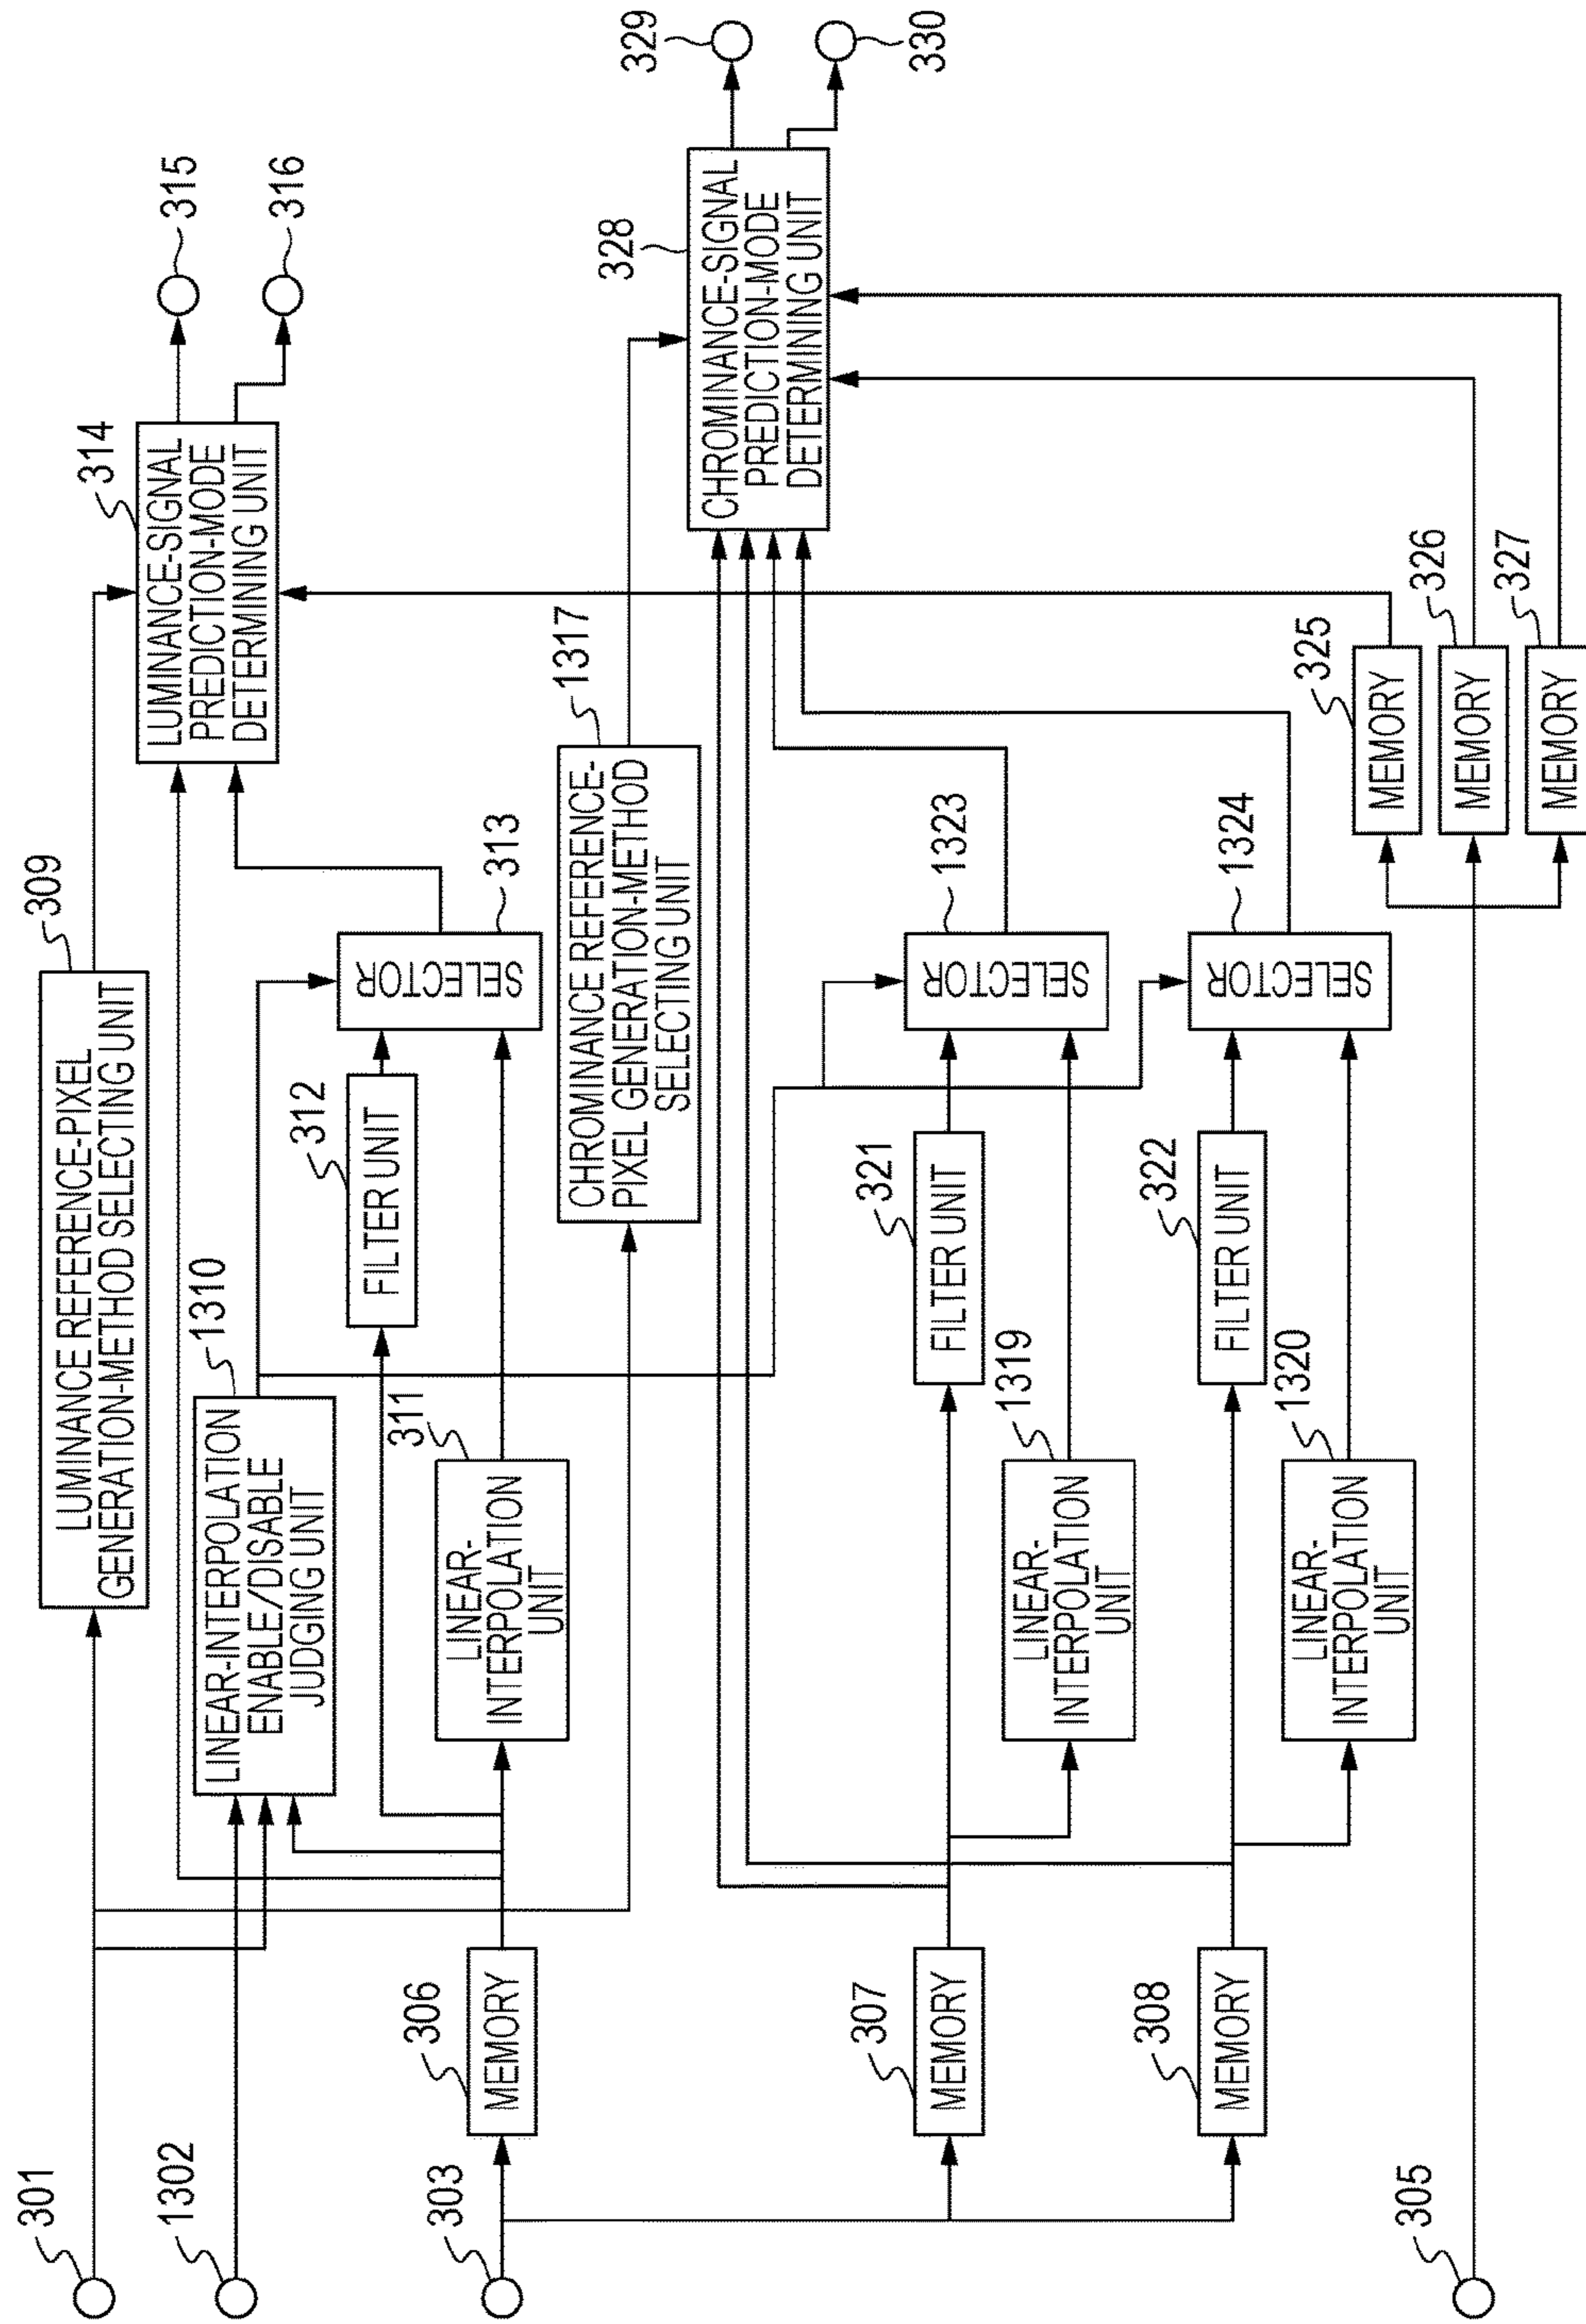 301
1302
303
305
LUMINANCE REFERENCE-PIXEL
GENERATION-METHOD SELECTING UNIT
309
LINEAR-INTERPOLATION
ENABLE/DISABLE
JUDGING UNIT
1310
LUMINANCE-SIGNAL
PREDICTION-MODE
DETERMINING UNIT
314
315
316
MEMORY
306
LINEAR-
INTERPOLATION
UNIT
311
FILTER UNIT
312
SELECTOR
313
CHROMINANCE REFERENCE-
PIXEL GENERATION-METHOD
SELECTING UNIT
1317
CHROMINANCE-SIGNAL
PREDICTION-MODE
DETERMINING UNIT
328
329
330
MEMORY
307
FILTER UNIT
321
LINEAR-
INTERPOLATION
UNIT
1319
SELECTOR
1323
MEMORY
308
FILTER UNIT
322
LINEAR-
INTERPOLATION
UNIT
1320
SELECTOR
1324
MEMORY
325
MEMORY
326
MEMORY
327